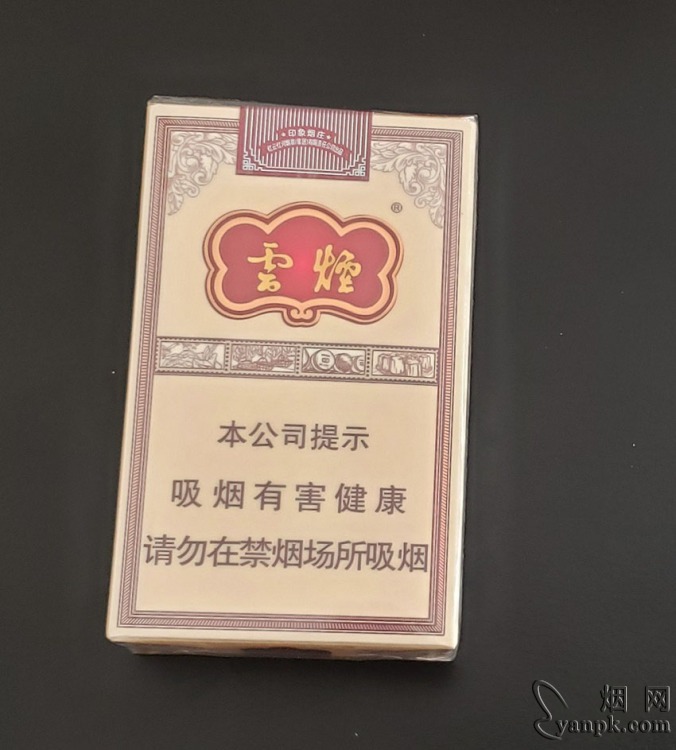 印象烟庄
雲煙
®
本公司提示
吸烟有害健康
请勿在禁烟场所吸烟
烟网
yanpk.com